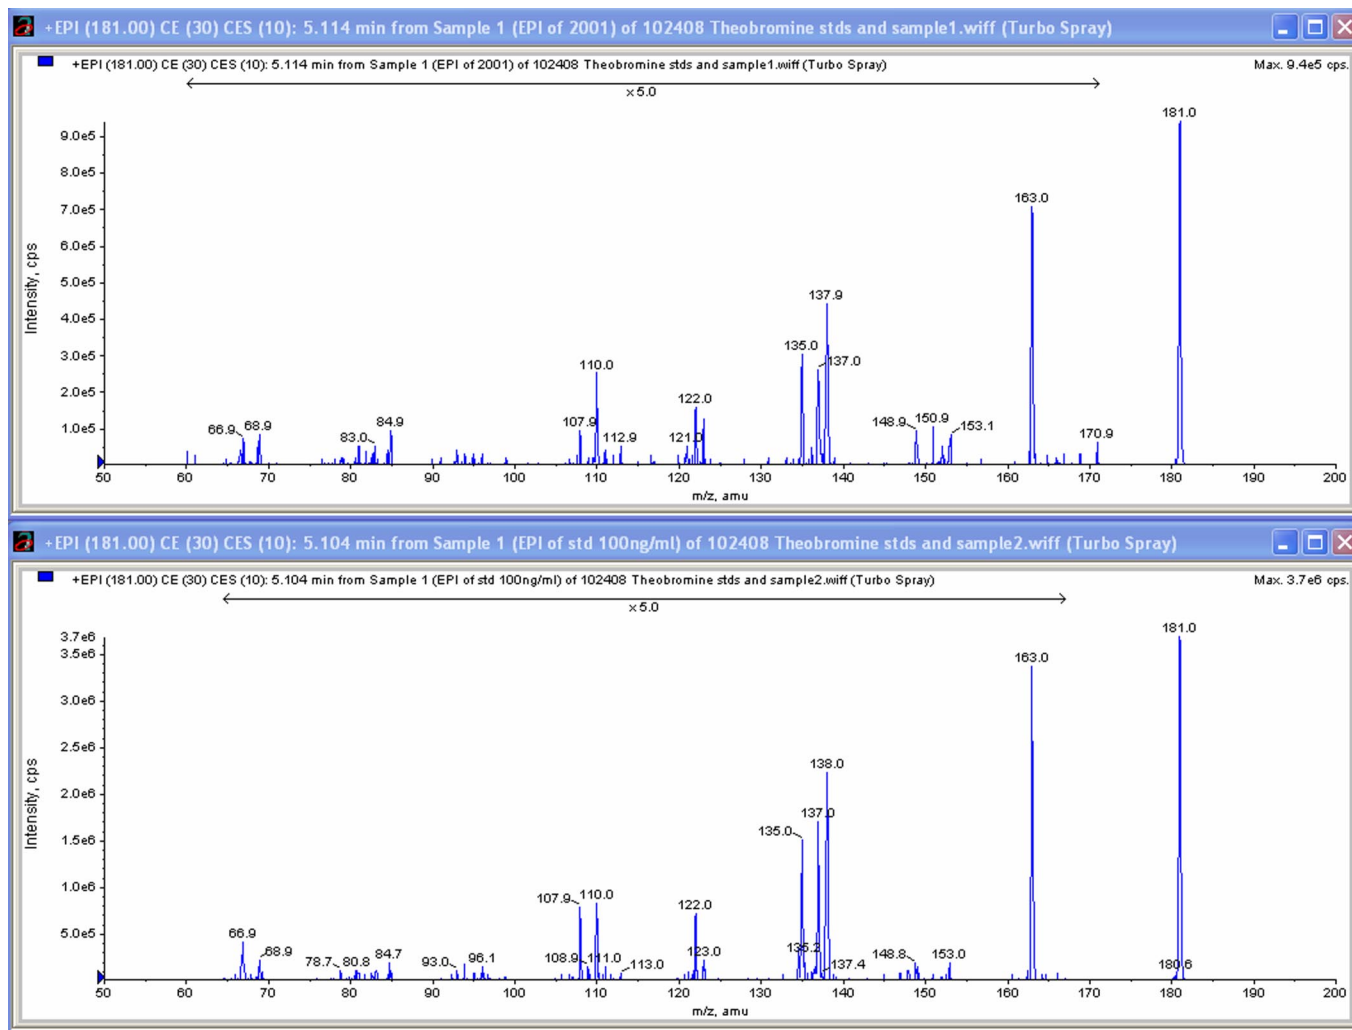 +EPI (181.00) CE (30) CES (10): 5.114 min from Sample 1 (EPI of 2001) of 102408 Theobromine stds and sample1.wiff (Turbo Spray)
+EPI (181.00) CE (30) CES (10): 5.114 min from Sample 1 (EPI of 2001) of 102408 Theobromine stds and sample1.wiff (Turbo Spray) Max. 9.4e5 cps.
x 5.0
181.0
9.0e5
8.0e5
163.0
7.0e5
6.0e5
5.0e5
137.9
4.0e5
135.0
137.0
3.0e5
110.0
2.0e5
122.0
66.9 68.9 83.0 84.9 107.9 112.9 121.0 148.9 150.9 153.1 170.9
1.0e5
50 60 70 80 90 100 110 120 130 140 150 160 170 180 190 200
m/z, amu
Intensity, cps
+EPI (181.00) CE (30) CES (10): 5.104 min from Sample 1 (EPI of std 100ng/ml) of 102408 Theobromine stds and sample2.wiff (Turbo Spray)
+EPI (181.00) CE (30) CES (10): 5.104 min from Sample 1 (EPI of std 100ng/ml) of 102408 Theobromine stds and sample2.wiff (Turbo Spray) Max. 3.7e6 cps.
x 5.0
181.0
3.7e6
3.5e6
163.0
3.0e6
2.5e6
138.0
2.0e6
137.0
135.0
1.5e6
1.0e6
107.9 110.0
122.0
66.9
5.0e5
68.9 78.7 80.8 84.7 93.0 96.1 108.9 111.0 113.0 123.0 135.2 137.4 148.8 153.0 180.6
50 60 70 80 90 100 110 120 130 140 150 160 170 180 190 200
m/z, amu
Intensity, cps